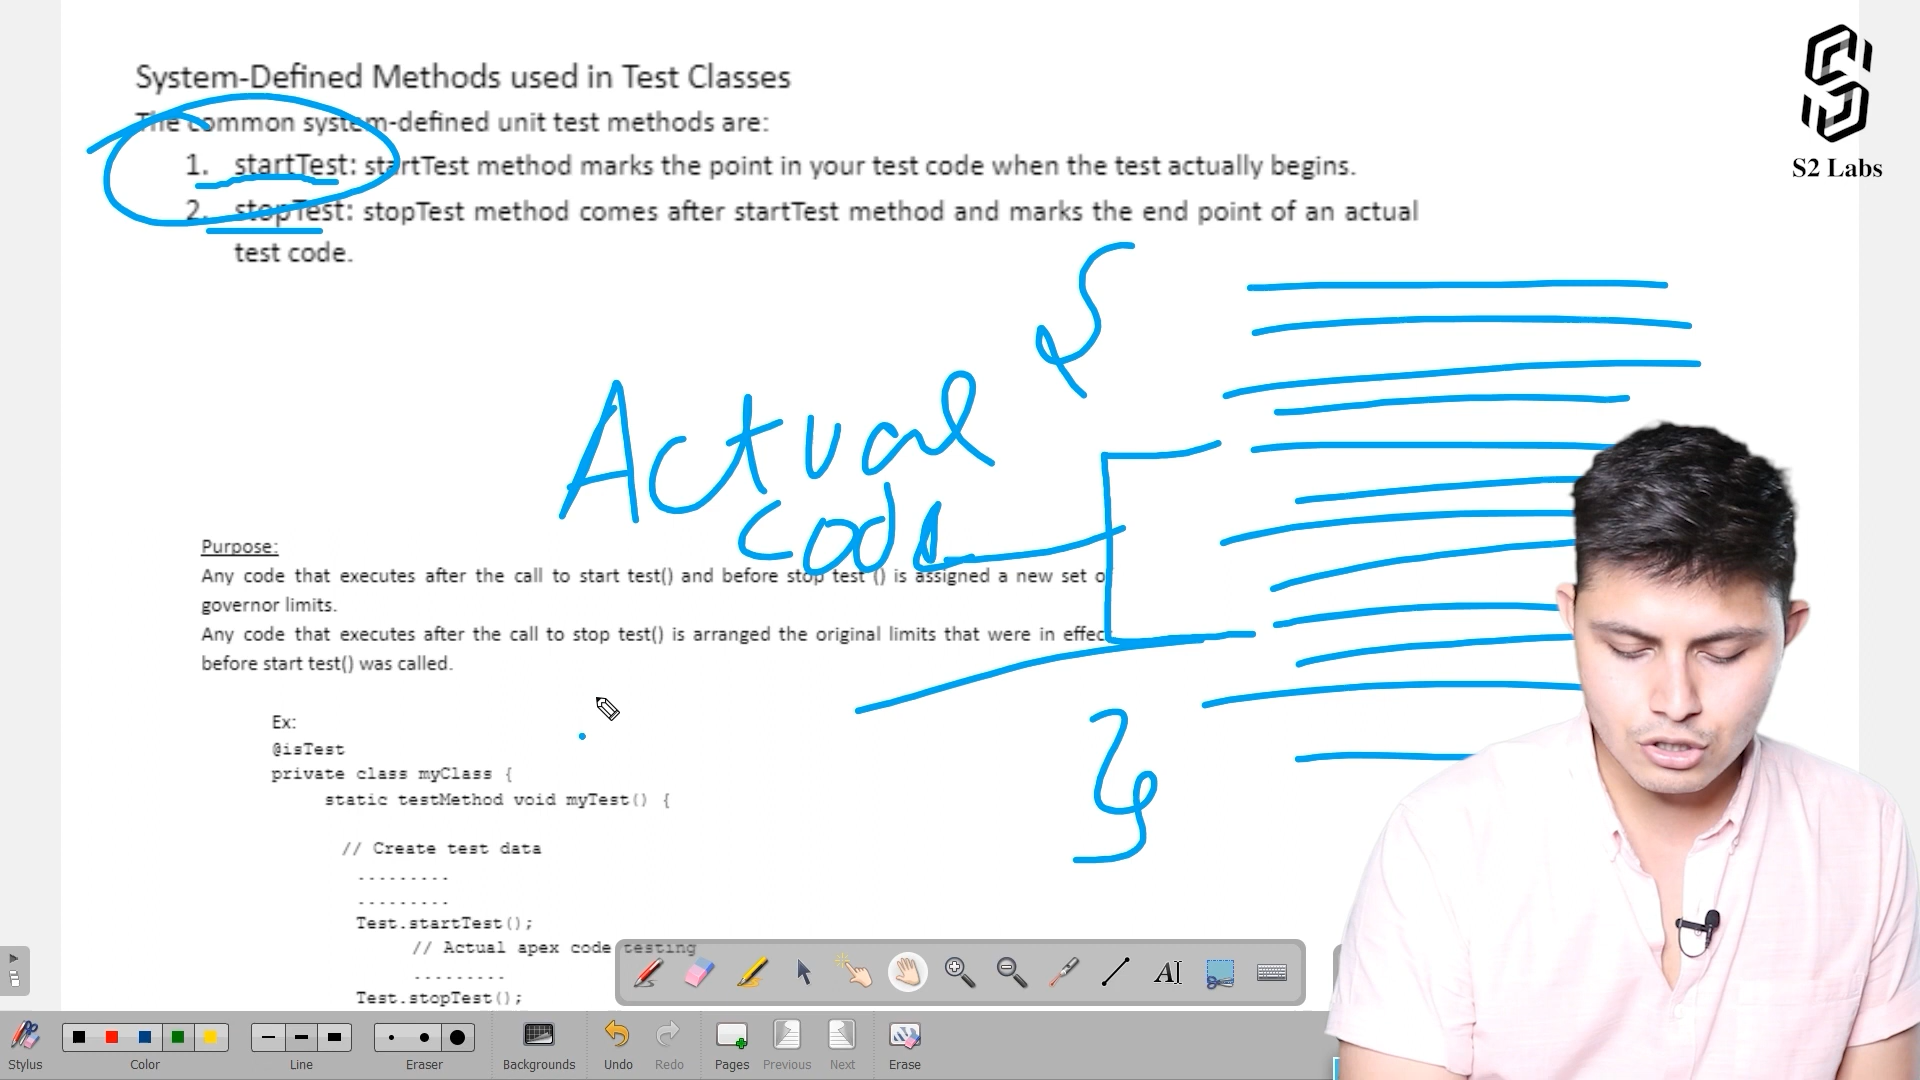 System-Defined Methods used in Test Classes
The common system-defined unit test methods are:
1. startTest: startTest method marks the point in your test code when the test actually begins.
2. stopTest: stopTest method comes after startTest method and marks the end point of an actual
test code.
S2 Labs
Actual
code
Purpose:
Any code that executes after the call to start test() and before stop test () is assigned a new set o
governor limits.
Any code that executes after the call to stop test() is arranged the original limits that were in effec
before start test() was called.
Ex:
@isTest
private class myClass {
static testMethod void myTest() {
// Create test data
.........
.........
Test.startTest();
// Actual apex code testing
.........
Test.stopTest();
AI
Stylus
Color
Line
Eraser
Backgrounds
Undo
Redo
Pages
Previous
Next
Erase